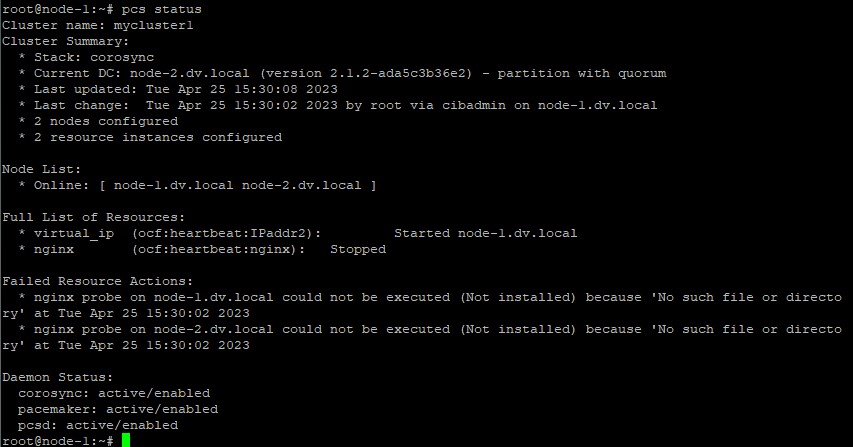 root@node-1:~# pcs status
Cluster name: mycluster1
Cluster Summary:
  * Stack: corosync
  * Current DC: node-2.dv.local (version 2.1.2-ada5c3b36e2) - partition with quorum
  * Last updated: Tue Apr 25 15:30:08 2023
  * Last change:  Tue Apr 25 15:30:02 2023 by root via cibadmin on node-1.dv.local
  * 2 nodes configured
  * 2 resource instances configured

Node List:
  * Online: [ node-1.dv.local node-2.dv.local ]

Full List of Resources:
  * virtual_ip  (ocf:heartbeat:IPaddr2):         Started node-1.dv.local
  * nginx       (ocf:heartbeat:nginx):   Stopped

Failed Resource Actions:
  * nginx probe on node-1.dv.local could not be executed (Not installed) because 'No such file or directo
ry' at Tue Apr 25 15:30:02 2023
  * nginx probe on node-2.dv.local could not be executed (Not installed) because 'No such file or directo
ry' at Tue Apr 25 15:30:02 2023

Daemon Status:
  corosync: active/enabled
  pacemaker: active/enabled
  pcsd: active/enabled
root@node-1:~#